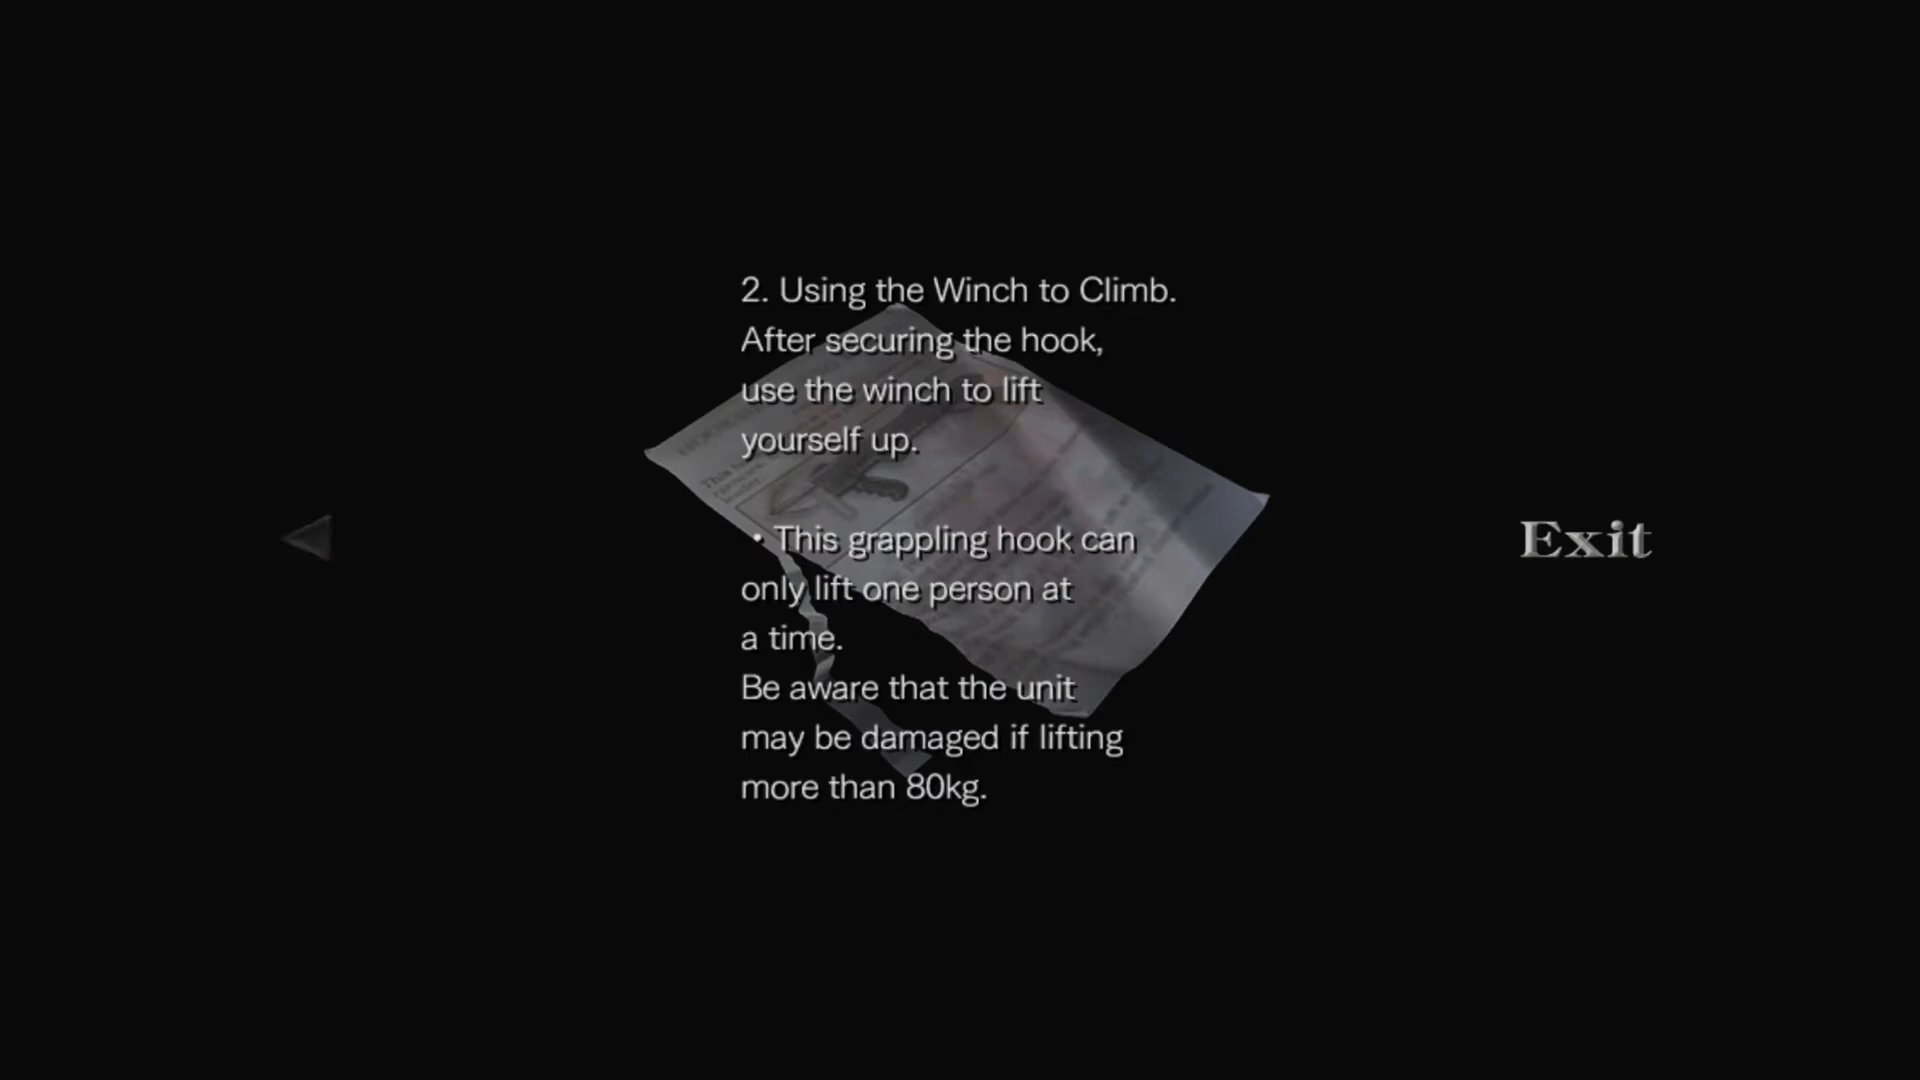 2. Using the Winch to Climb.
After securing the hook,
use the winch to lift
yourself up.
・This grappling hook can
only lift one person at
a time.
Be aware that the unit
may be damaged if lifting
more than 80kg.
Exit